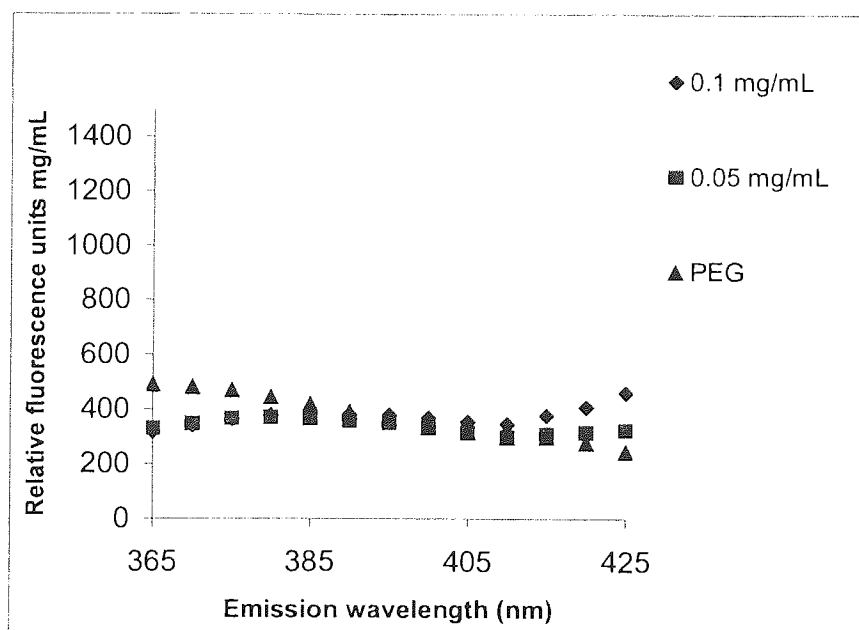 Relative fluorescence units mg/mL
1400
1200
1000
800
600
400
200
0
365
385
405
425
Emission wavelength (nm)
0.1 mg/mL
0.05 mg/mL
PEG